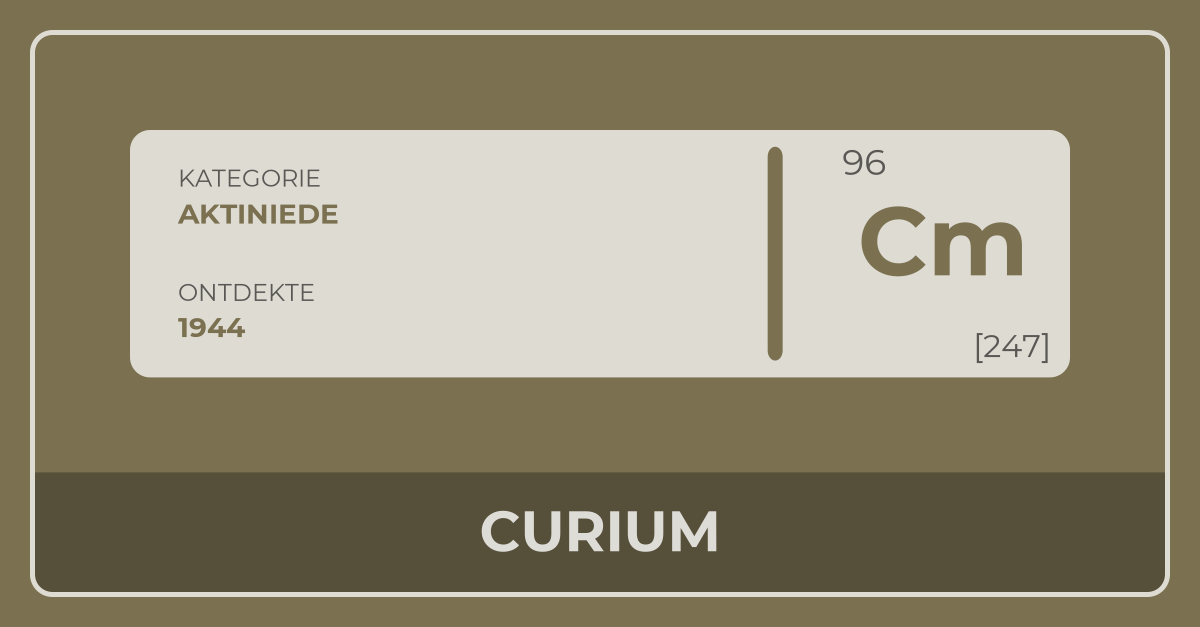 KATEGORIE
AKTINIEDE
ONTDEKTE
1944
96
Cm
[247]
CURIUM